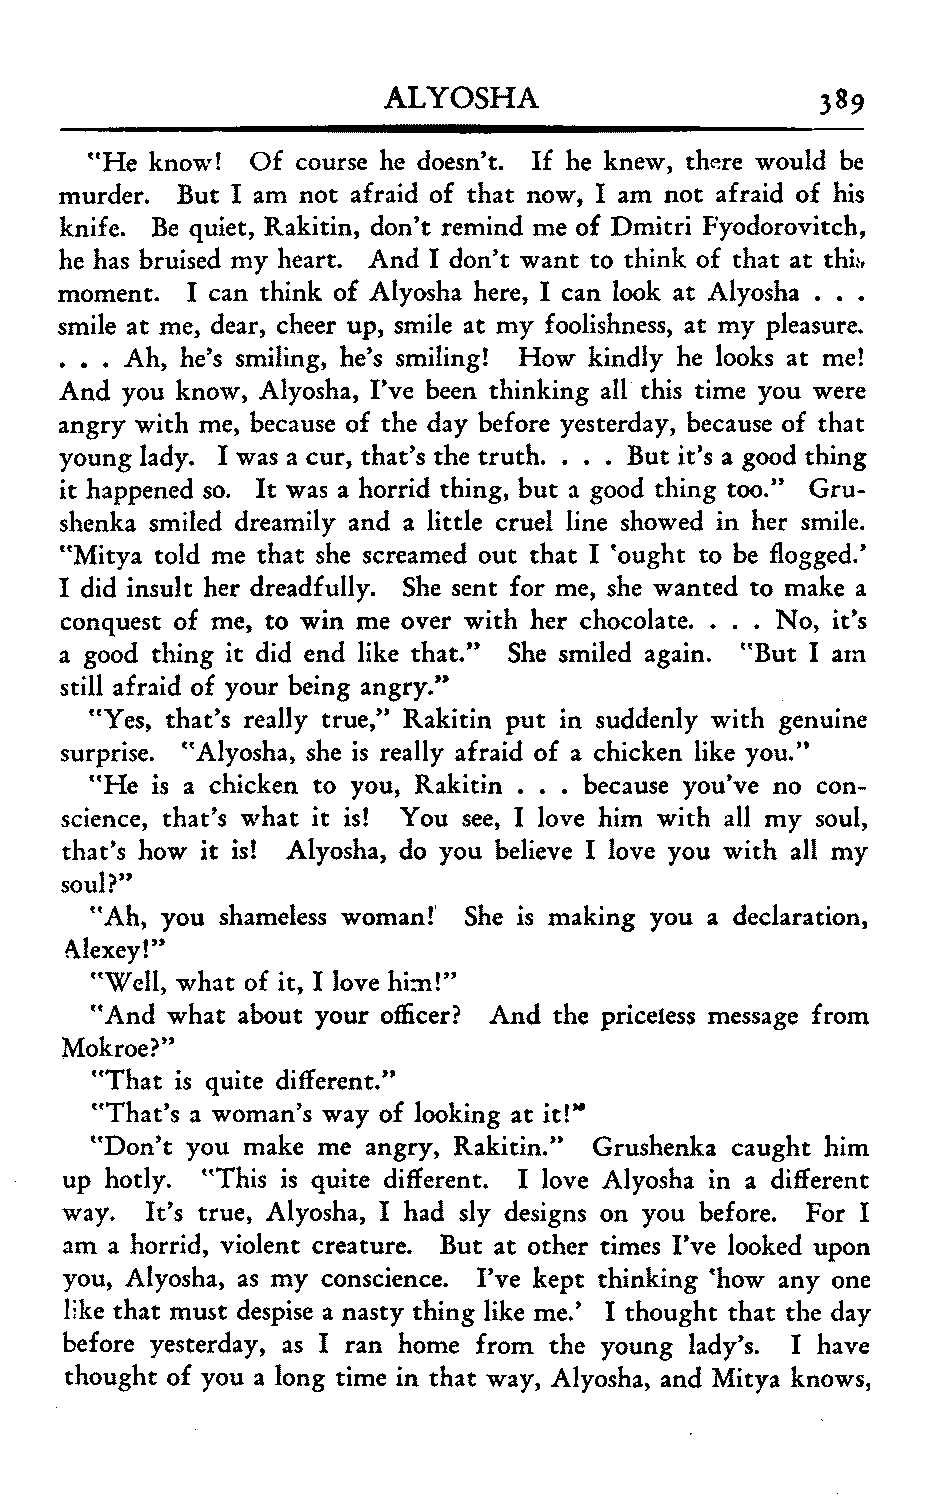 ALYOSHA 389
"He know! Of course he doesn't. If he knew, there would be
murder. But I am not afraid of that now, I am not afraid of his
knife. Be quiet, Rakitin, don't remind me of Dmitri Fyodorovitch,
he has bruised my heart. And I don't want to think of that at this
moment. I can think of Alyosha here, I can look at Alyosha . . .
smile at me, dear, cheer up, smile at my foolishness, at my pleasure.
. . . Ah, he's smiling, he's smiling! How kindly he looks at me!
And you know, Alyosha, I've been thinking all this time you were
angry with me, because of the day before yesterday, because of that
young lady. I was a cur, that's the truth. . . . But it's a good thing
it happened so. It was a horrid thing, but a good thing too." Gru-
shenka smiled dreamily and a little cruel line showed in her smile.
"Mitya told me that she screamed out that I 'ought to be flogged.'
I did insult her dreadfully. She sent for me, she wanted to make a
conquest of me, to win me over with her chocolate. . . . No, it's
a good thing it did end like that." She smiled again. "But I am
still afraid of your being angry."
"Yes, that's really true," Rakitin put in suddenly with genuine
surprise. "Alyosha, she is really afraid of a chicken like you."
"He is a chicken to you, Rakitin . . . because you've no con-
science, that's what it is! You see, I love him with all my soul,
that's how it is! Alyosha, do you believe I love you with all my
soul?"
"Ah, you shameless woman! She is making you a declaration,
Alexey!"
"Well, what of it, I love him!"
"And what about your officer? And the priceless message from
Mokroe?"
"That is quite different."
"That's a woman's way of looking at it!"
"Don't you make me angry, Rakitin." Grushenka caught him
up hotly. "This is quite different. I love Alyosha in a different
way. It's true, Alyosha, I had sly designs on you before. For I
am a horrid, violent creature. But at other times I've looked upon
you, Alyosha, as my conscience. I've kept thinking 'how any one
like that must despise a nasty thing like me.' I thought that the day
before yesterday, as I ran home from the young lady's. I have
thought of you a long time in that way, Alyosha, and Mitya knows,